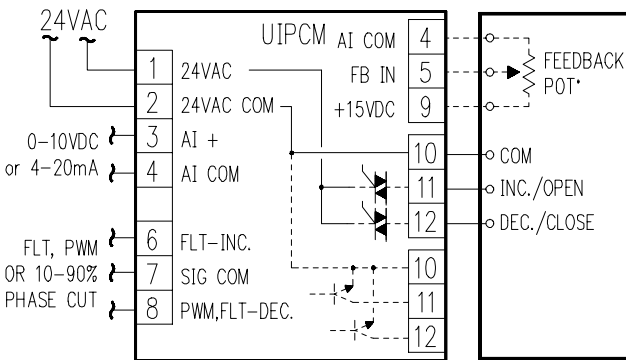 24VAC
UIPCM
1 24VAC
2 24VAC COM
3 AI +
4 AI COM
0-10VDC
or 4-20mA
6 FLT-INC.
7 SIG COM
8 PWM,FLT-DEC.
FLT, PWM
OR 10-90%
PHASE CUT
AI COM 4
FB IN 5
+15VDC 9
10
11
12
10
11
12
FEEDBACK
POT•
COM
INC./OPEN
DEC./CLOSE